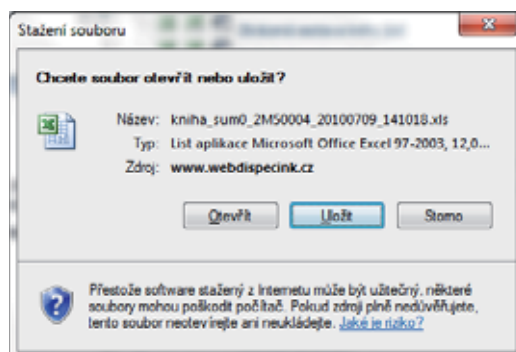 Stažení souboru
Chcete soubor otevřít nebo uložit?
Název: kniha_sum0_2M50004_20100709_141018.xls
Typ: List aplikace Microsoft Office Excel 97-2003, 12,0...
Zdroj: www.webdispecink.cz
Otevřít Uložit Storno
Přestože software stažený z Internetu může být užitečný, některé
soubory mohou poškodit počítač. Pokud zdroji plně nedůvěřujete,
tento soubor neotevírejte ani neukládejte. Jaké je riziko?